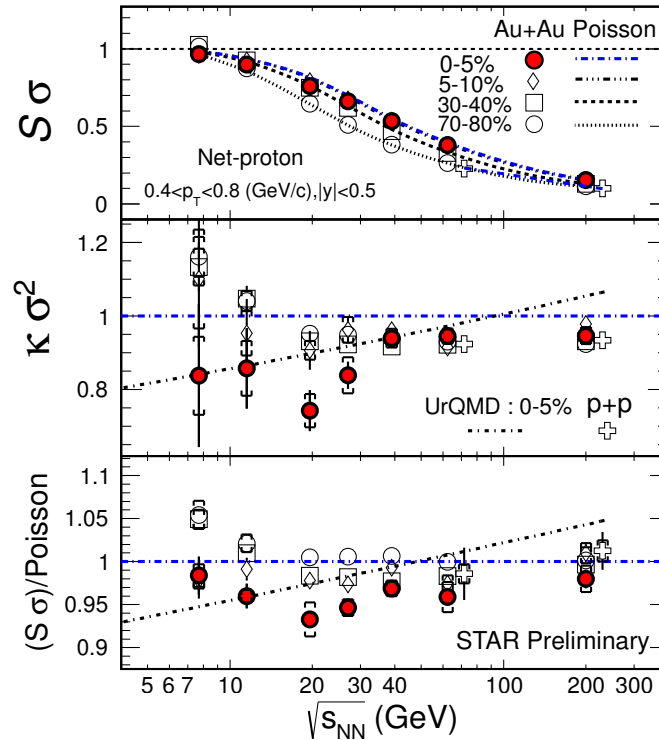 Au+Au Poisson
0-5%
5-10%
30-40%
70-80%
Net-proton
0.4<p_T<0.8 (GeV/c),|y|<0.5
S σ
1
0.5
0
κ σ²
1.2
1
0.8
UrQMD : 0-5% p+p
(S σ)/Poisson
1.1
1.05
1
0.95
0.9
STAR Preliminary
5 6 7 10 20 30 40 100 200 300
√s_NN (GeV)